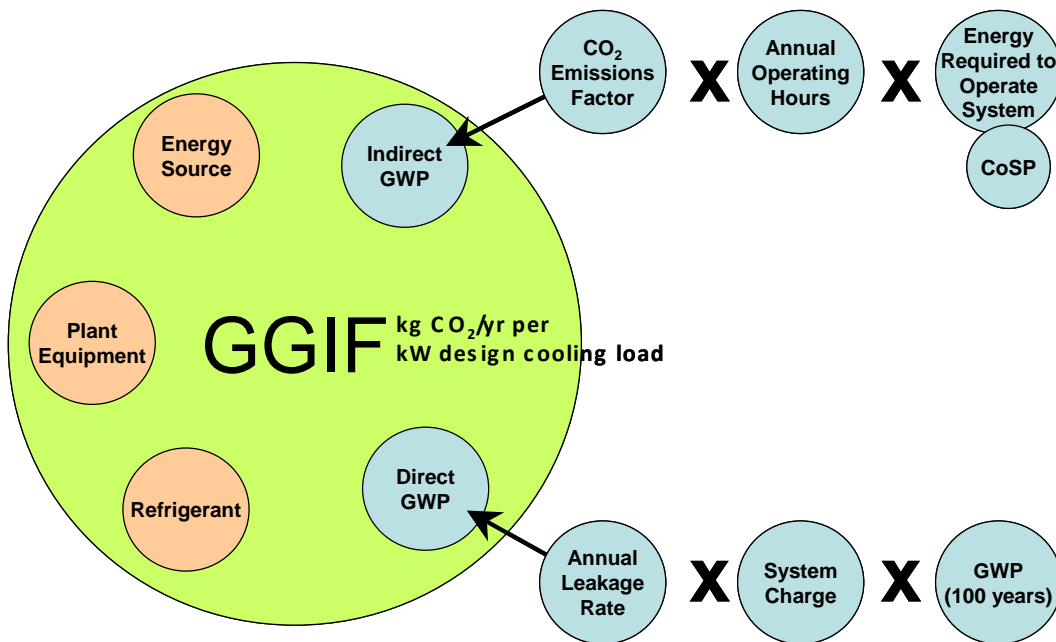 CO₂
Emissions
Factor
X
Annual
Operating
Hours
X
Energy
Required to
Operate
System
CoSP
Energy
Source
Indirect
GWP
Plant
Equipment
GGIF
kg CO₂/yr per
kW design cooling load
Refrigerant
Direct
GWP
Annual
Leakage
Rate
X
System
Charge
X
GWP
(100 years)